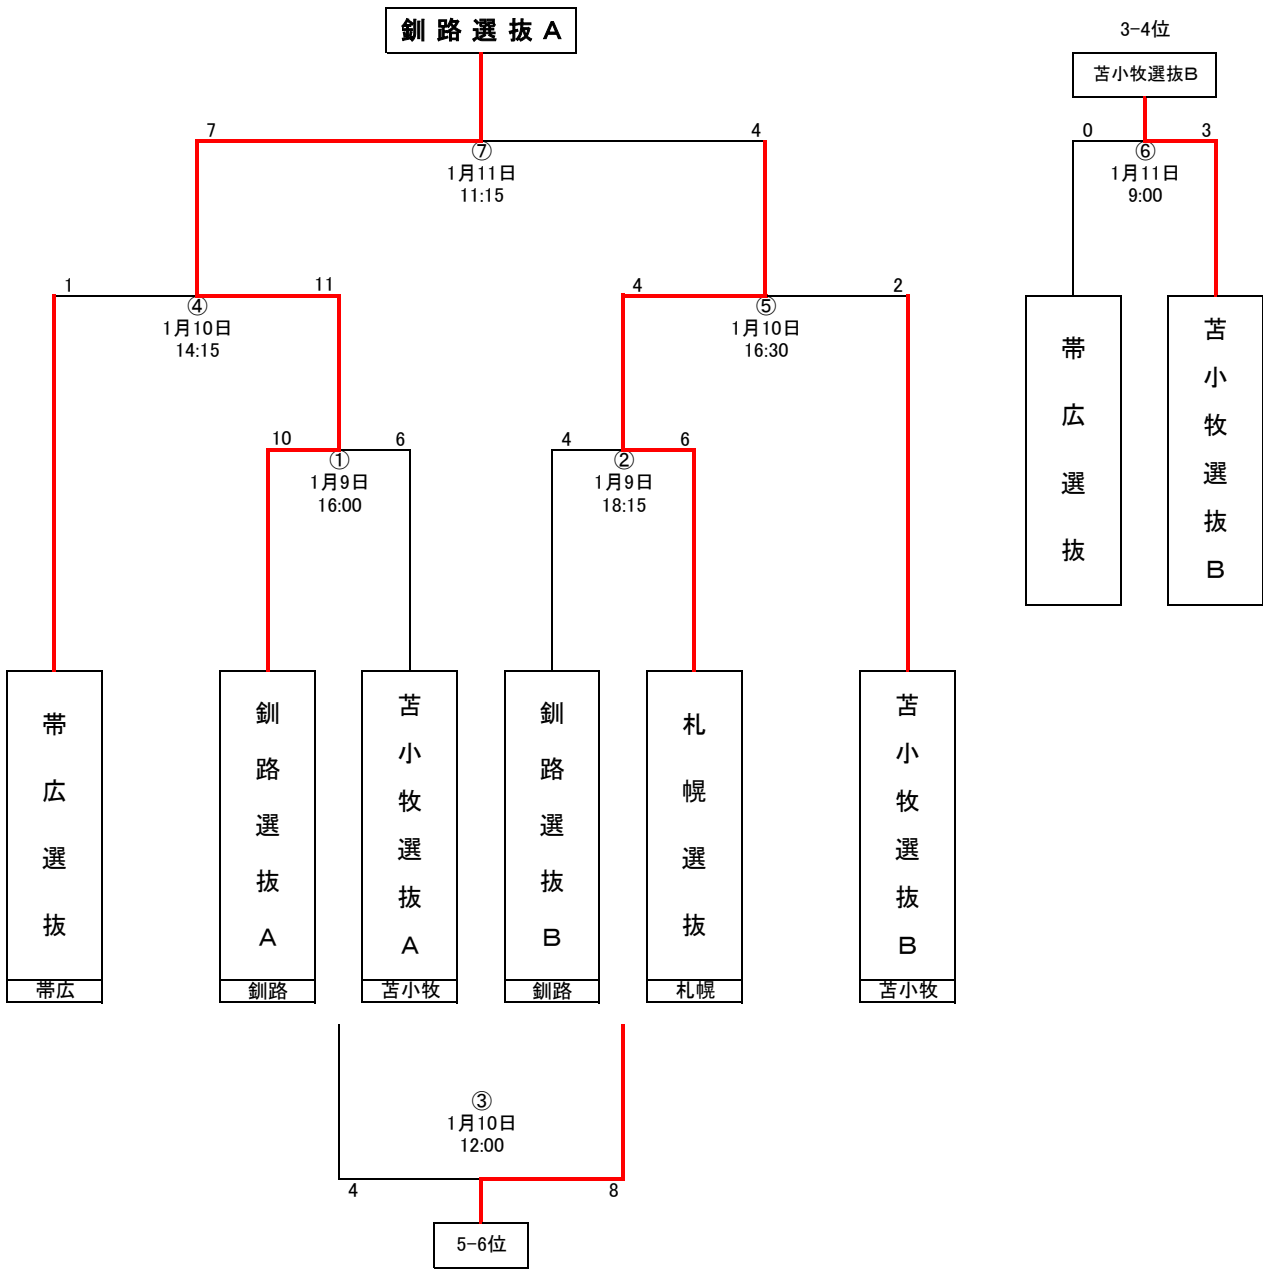 釧路選抜A
3-4位
苫小牧選抜B
7
4
⑦
1月11日
11:15
0
3
⑥
1月11日
9:00
1
11
④
1月10日
14:15
4
2
⑤
1月10日
16:30
帯広選抜
苫小牧選抜B
10
6
①
1月9日
16:00
4
6
②
1月9日
18:15
帯広選抜
釧路選抜A
苫小牧選抜A
釧路選抜B
札幌選抜
苫小牧選抜B
帯広
釧路
苫小牧
釧路
札幌
苫小牧
③
1月10日
12:00
4
8
5-6位